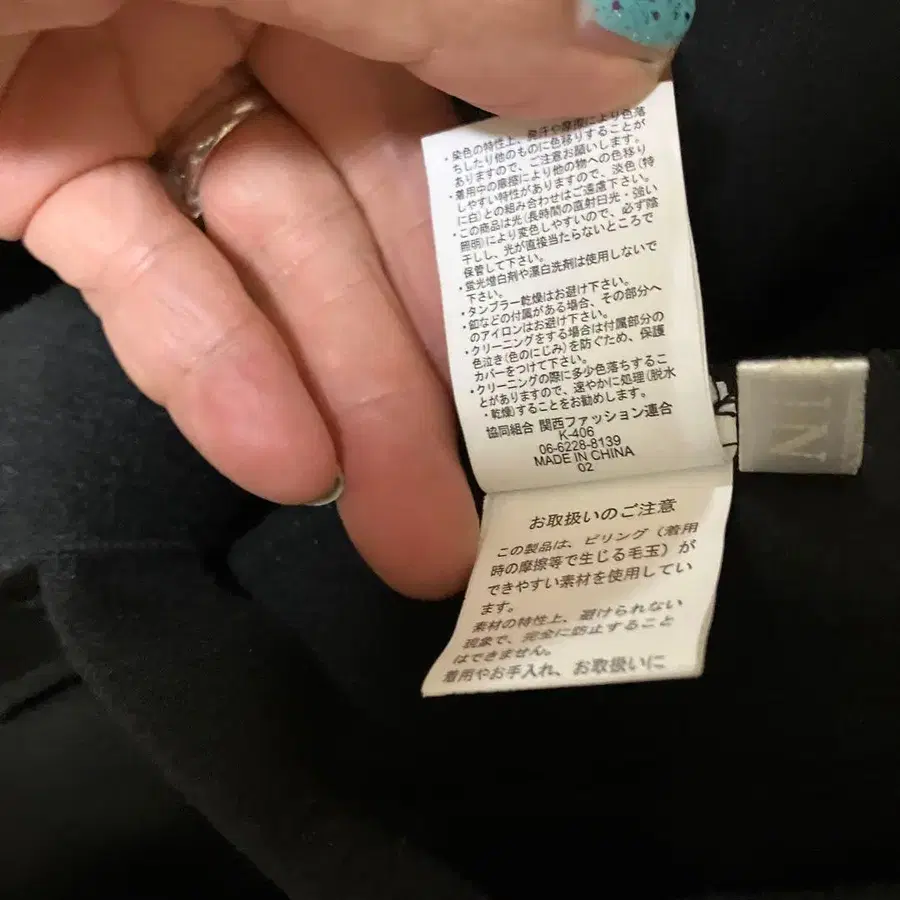 ・染色の特性上、発汗や摩擦により色落
ちしたり他のものに色移りすることが
ありますので、ご注意お願いします。
・着用中の摩擦により他の物への色移り
しやすい特性がありますので、淡色(特
に白)との組み合わせはご遠慮下さい。
・この商品は光(長時間の直射日光・強い
照明)により変色しやすいので、必ず陰
干しし、光が直接当たらないところで
保管して下さい。
・蛍光増白剤や漂白洗剤は使用しないで
下さい。
・タンブラー乾燥はお避け下さい。
・釦などの付属がある場合、その部分へ
のアイロンはお避け下さい。
・クリーニングをする場合は付属部分の
色泣き(色のにじみ)を防ぐため、保護
カバーをつけて下さい。
・クリーニングの際に多少色落ちするこ
とがありますので、速やかに処理(脱水
・乾燥)することをお勧めします。
協同組合 関西ファッション連合
K-406
06-6228-8139
MADE IN CHINA
02
お取扱いのご注意
この製品は、ピリング(着用
時の摩擦等で生じる毛玉)が
できやすい素材を使用してい
ます。
素材の特性上、避けられない
現象で、完全に防止すること
はできません。
着用やお手入れ、お取扱いに
IN